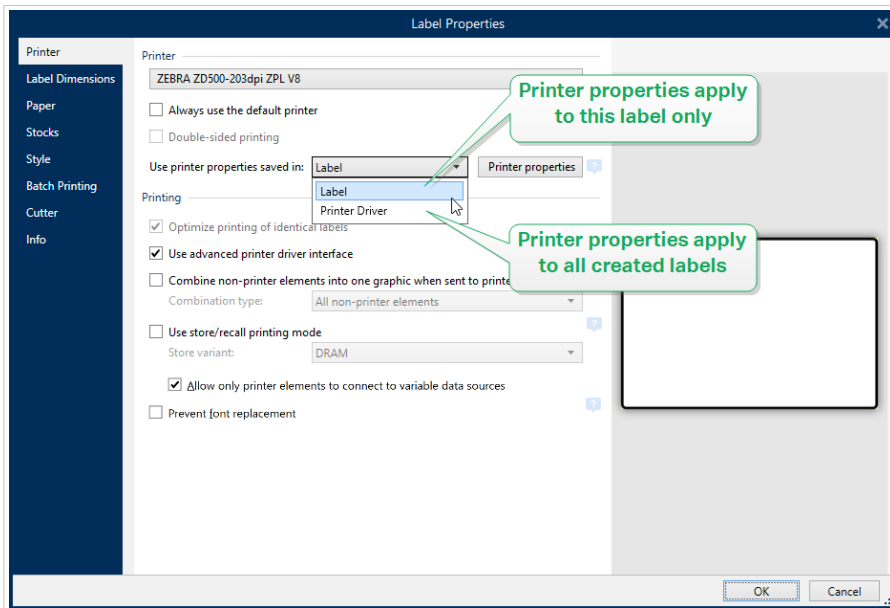 Label Properties
Printer
Label Dimensions
Paper
Stocks
Style
Batch Printing
Cutter
Info
Printer
ZEBRA ZD500-203dpi ZPL V8
Always use the default printer
Double-sided printing
Use printer properties saved in:
Label
Printer properties
?
Label
Printer Driver
Printer properties apply
to this label only
Printing
Optimize printing of identical labels
Use advanced printer driver interface
Printer properties apply
to all created labels
Combine non-printer elements into one graphic when sent to printe
Combination type:
All non-printer elements
?
Use store/recall printing mode
Store variant:
DRAM
Allow only printer elements to connect to variable data sources
?
Prevent font replacement
OK
Cancel